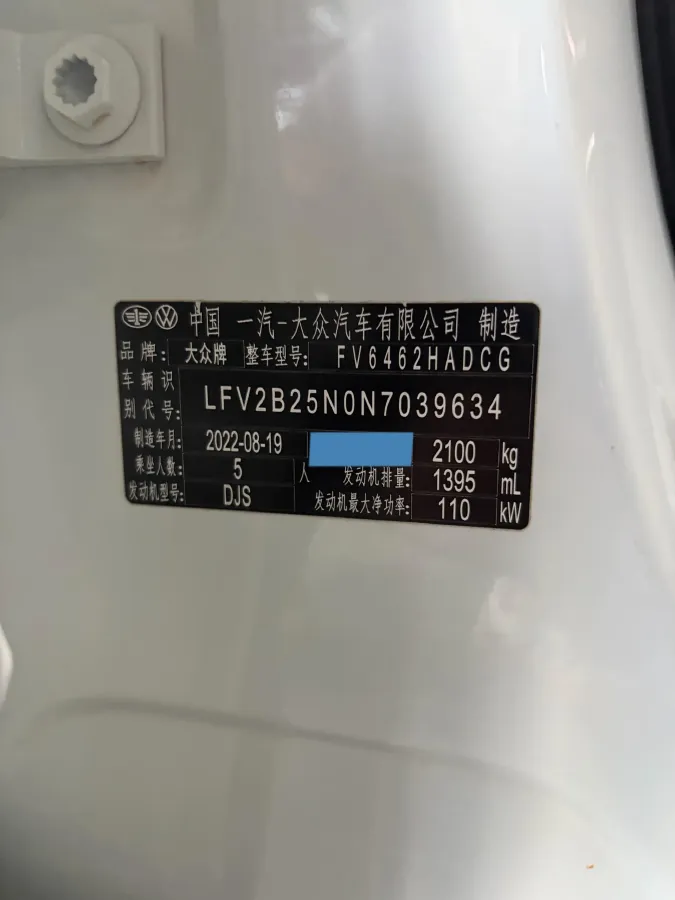 中国 一汽-大众汽车有限公司 制造
品牌: 大众牌 整车型号: FV6462HADCG
车辆识别代号: LFV2B25N0N7039634
制造年月: 2022-08-19 2100 kg
乘坐人数: 5 人 发动机排量: 1395 mL
发动机型号: DJS 发动机最大净功率: 110 kW